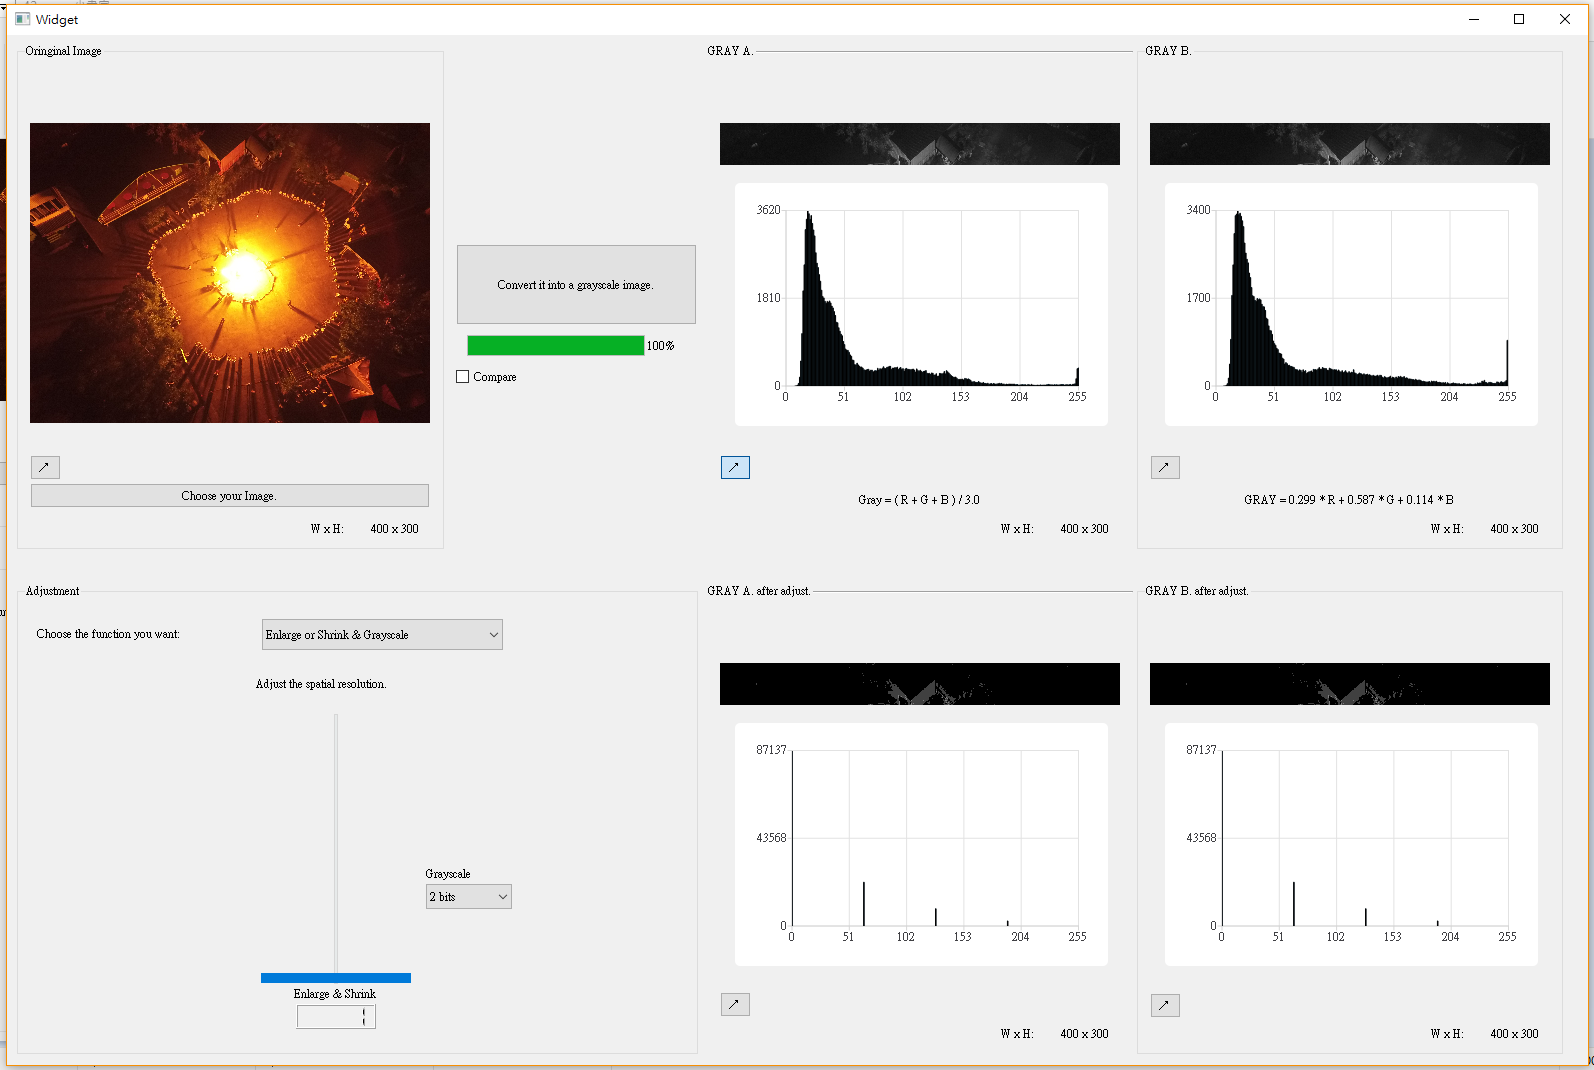 Widget
Oringinal Image
Choose your Image.
W x H: 400 x 300
Convert it into a grayscale image.
100%
Compare
GRAY A.
3620
1810
0
0 51 102 153 204 255
Gray = ( R + G + B ) / 3.0
W x H: 400 x 300
GRAY B.
3400
1700
0
0 51 102 153 204 255
GRAY = 0.299 * R + 0.587 * G + 0.114 * B
W x H: 400 x 300
Adjustment
Choose the function you want: Enlarge or Shrink & Grayscale
Adjust the spatial resolution.
Grayscale
2 bits
Enlarge & Shrink
GRAY A. after adjust.
87137
43568
0
0 51 102 153 204 255
W x H: 400 x 300
GRAY B. after adjust.
87137
43568
0
0 51 102 153 204 255
W x H: 400 x 300